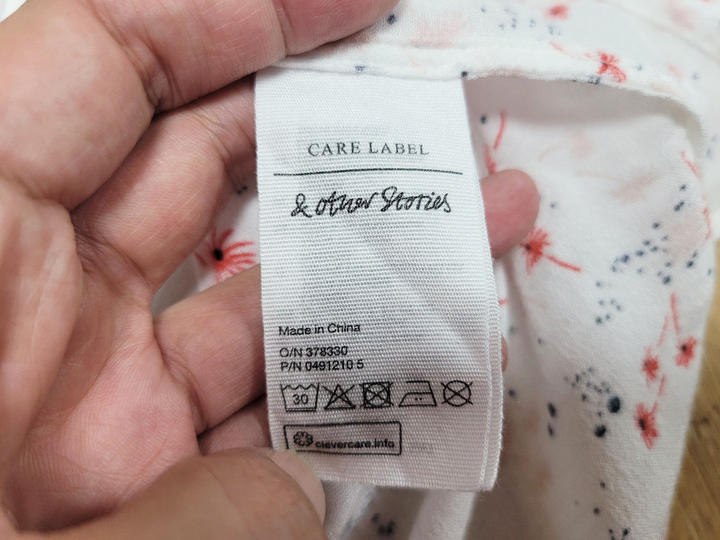 CARE LABEL
& other Stories
Made in China
O/N 378330
P/N 0491210 5
30
clevercare.info